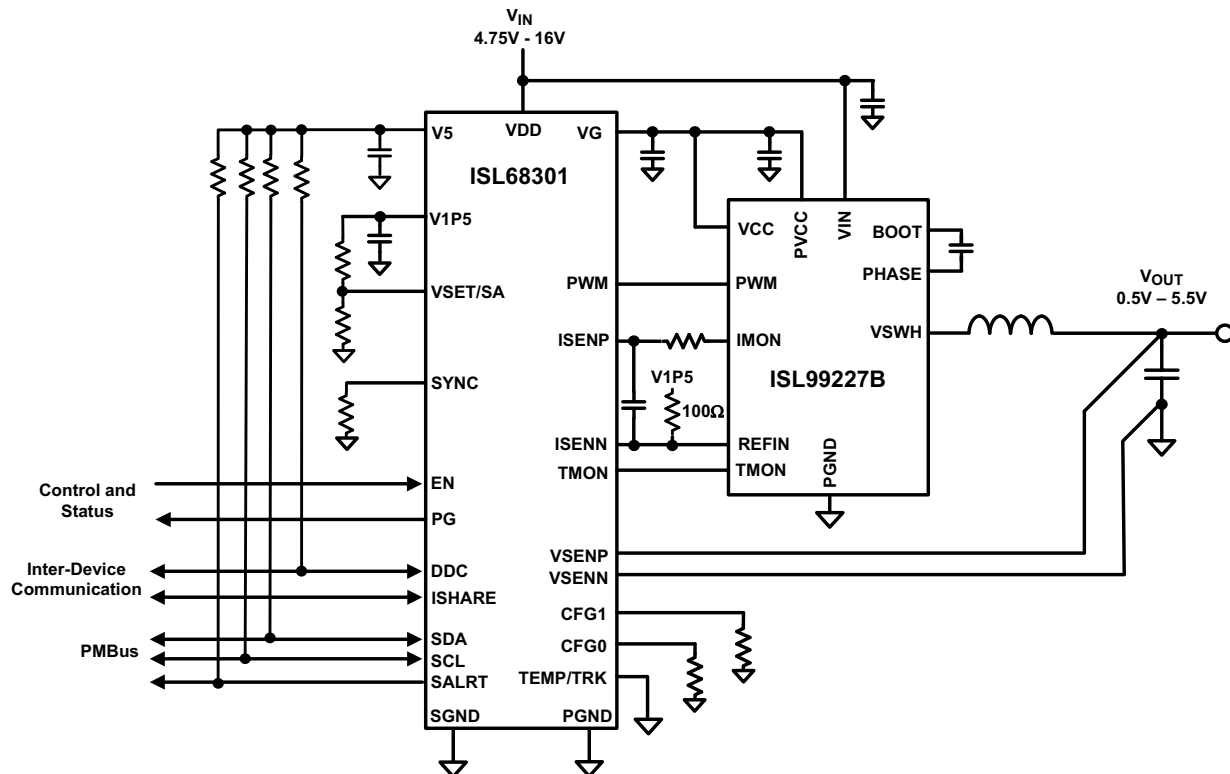 VIN
4.75V - 16V
V5
VDD
VG
ISL68301
V1P5
VSET/SA
SYNC
EN
PG
DDC
ISHARE
SDA
SCL
SALRT
SGND
PGND
PWM
ISENP
ISENN
TMON
VSENP
VSENN
CFG1
CFG0
TEMP/TRK
V1P5
100Ω
VCC
PVCC
VIN
BOOT
PHASE
PWM
VSWH
IMON
ISL99227B
REFIN
TMON
PGND
VOUT
0.5V – 5.5V
Control and
Status
Inter-Device
Communication
PMBus